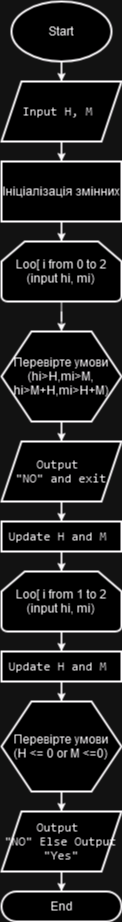 Start
Input H, M
Ініціалізація змінних
Loo[ i from 0 to 2
(input hi, mi)
Перевірте умови
(hi>H,mi>M,
hi>M+H,mi>H+M)
Output
"NO" and exit
Update H and M
Loo[ i from 1 to 2
(input hi, mi)
Update H and M
Перевірте умови
(H <= 0 or M <=0)
Output
"NO" Else Output
"Yes"
End